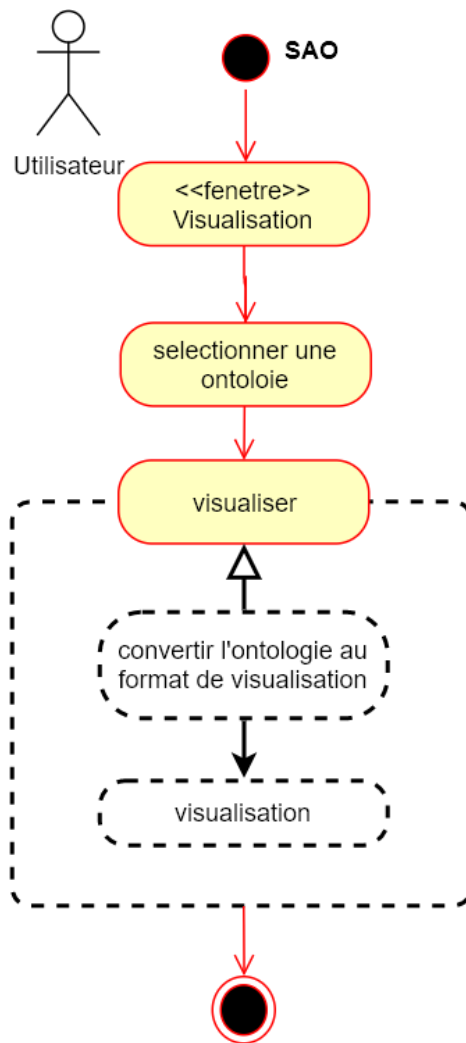 SAO
Utilisateur
<<fenetre>>
Visualisation
selectionner une
ontoloie
visualiser
convertir l'ontologie au
format de visualisation
visualisation